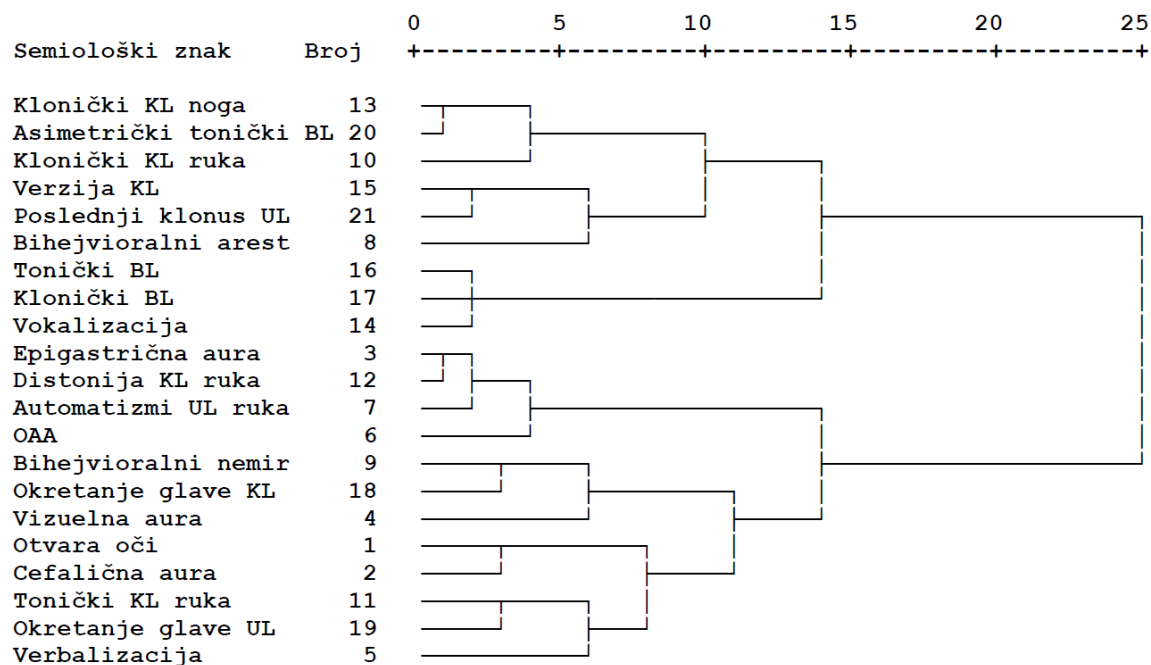 0 5 10 15 20 25
Semiološki znak Broj +---------+---------+---------+---------+---------+
Klonički KL noga 13
Asimetrički tonički BL 20
Klonički KL ruka 10
Verzija KL 15
Poslednji klonus UL 21
Bihejvioralni arest 8
Tonički BL 16
Klonički BL 17
Vokalizacija 14
Epigastrična aura 3
Distonija KL ruka 12
Automatizmi UL ruka 7
OAA 6
Bihejvioralni nemir 9
Okretanje glave KL 18
Vizuelna aura 4
Otvara oči 1
Cefalična aura 2
Tonički KL ruka 11
Okretanje glave UL 19
Verbalizacija 5